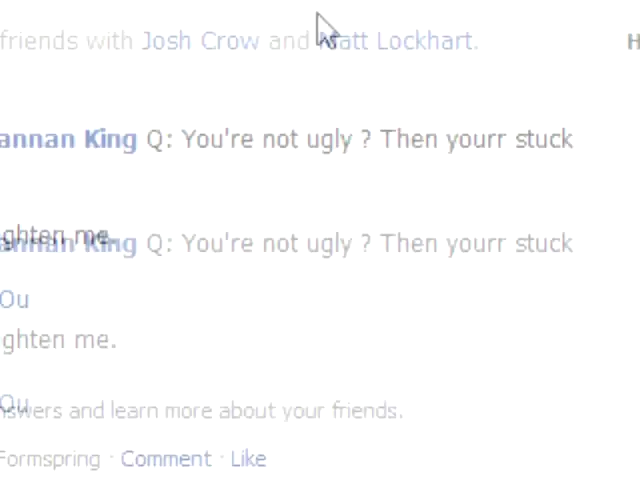 friends with Josh Crow and Matt Lockhart.
annan King Q: You're not ugly ? Then yourr stuck
ghten me.
annan King Q: You're not ugly ? Then yourr stuck
Ou
ghten me.
Ou
nswers and learn more about your friends.
Formspring · Comment · Like